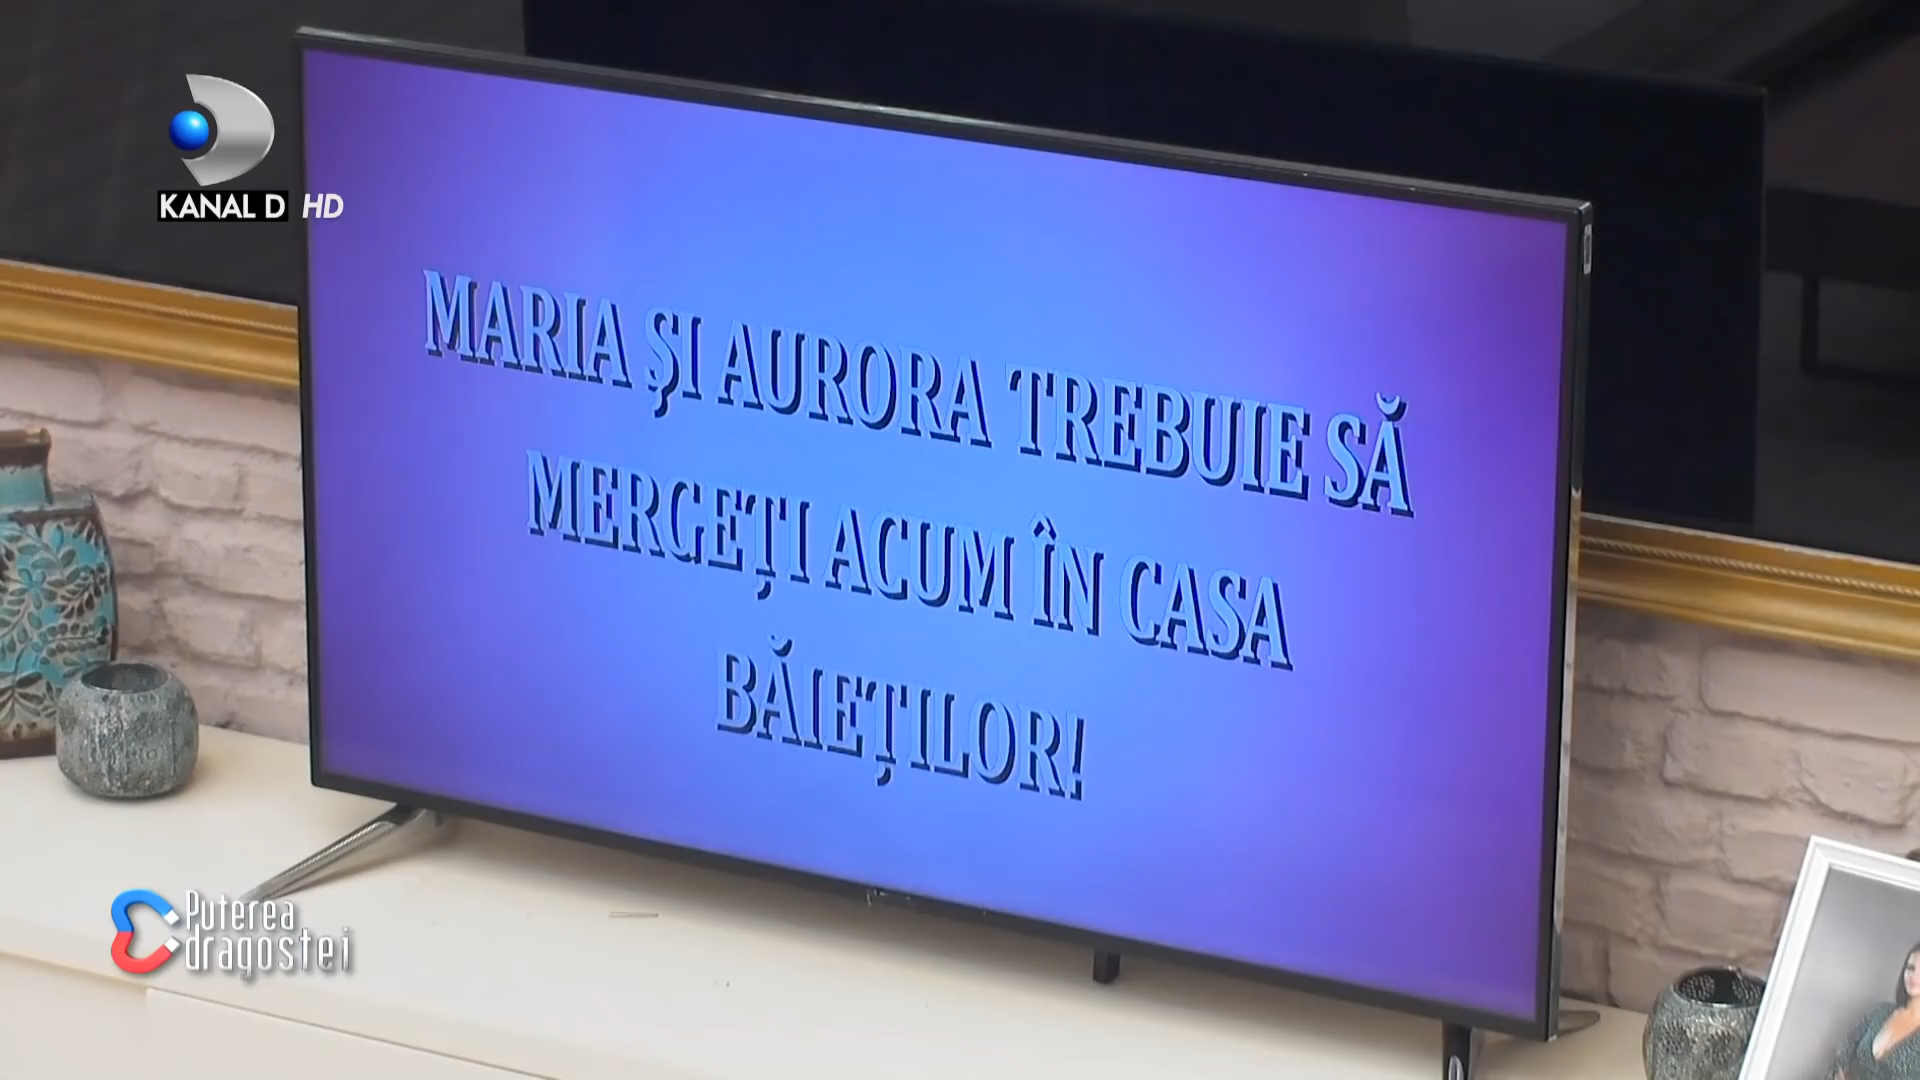 KANAL D HD
MARIA ȘI AURORA TREBUIE SĂ
MERGEȚI ACUM ÎN CASA
BĂIEȚILOR!
Puterea
dragostei